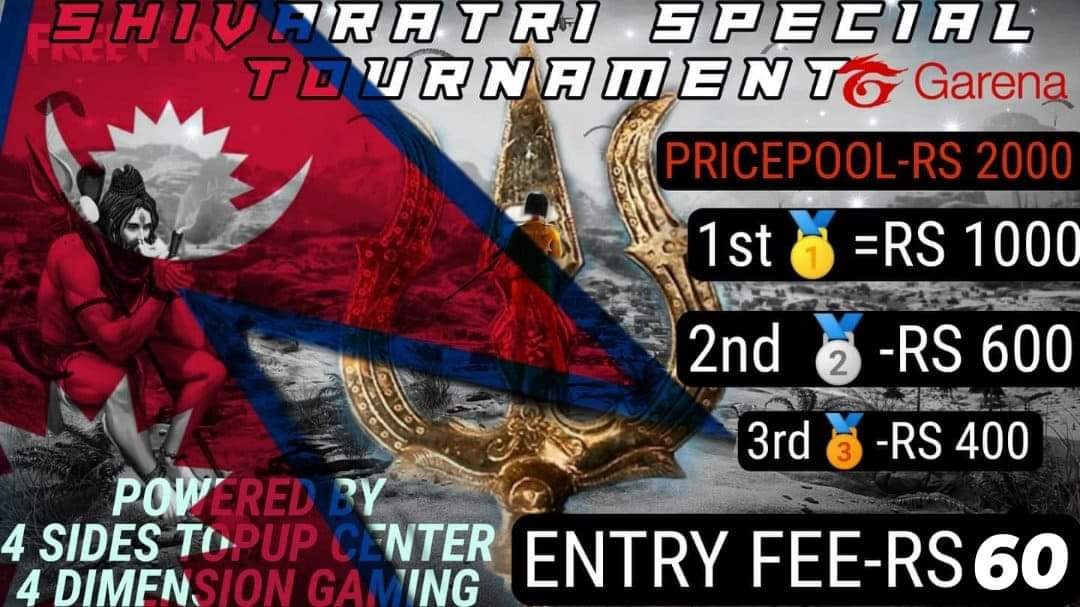 SHIVARATRI SPECIAL
TOURNAMENT
Garena
FREE
PRICEPOOL-RS 2000
1st 🥇 =RS 1000
2nd 🥈 -RS 600
3rd 🥉 -RS 400
POWERED BY
4 SIDES TOPUP CENTER
4 DIMENSION GAMING
ENTRY FEE-RS 60